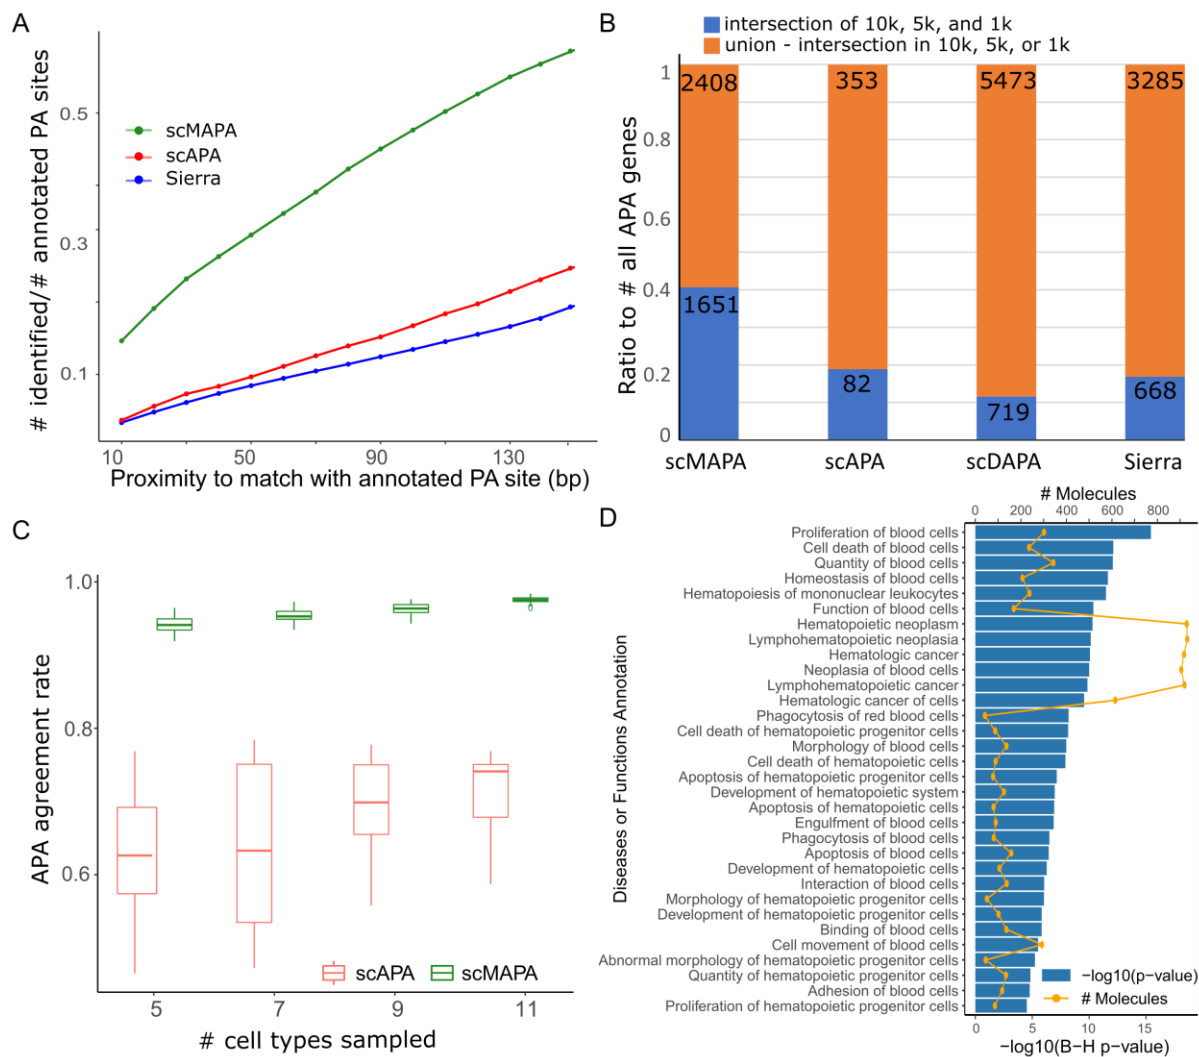 A
# identified/# annotated PA sites
0.5
0.3
0.1
scMAPA
scAPA
Sierra
10
50
90
130
Proximity to match with annotated PA site (bp)
B
intersection of 10k, 5k, and 1k
union - intersection in 10k, 5k, or 1k
Ratio to # all APA genes
1
0.8
0.6
0.4
0.2
0
2408
353
5473
3285
1651
82
719
668
scMAPA
scAPA
scDAPA
Sierra
C
APA agreement rate
1.0
0.8
0.6
scAPA
scMAPA
5
7
9
11
# cell types sampled
D
# Molecules
0
200
400
600
800
Diseases or Functions Annotation
Proliferation of blood cells
Cell death of blood cells
Quantity of blood cells
Homeostasis of blood cells
Hematopoiesis of mononuclear leukocytes
Function of blood cells
Hematopoietic neoplasm
Lymphohematopoietic neoplasia
Hematologic cancer
Neoplasia of blood cells
Lymphohematopoietic cancer
Hematologic cancer of cells
Phagocytosis of red blood cells
Cell death of hematopoietic progenitor cells
Morphology of blood cells
Cell death of hematopoietic cells
Apoptosis of hematopoietic progenitor cells
Development of hematopoietic system
Apoptosis of hematopoietic cells
Engulfment of blood cells
Phagocytosis of blood cells
Apoptosis of blood cells
Development of hematopoietic cells
Interaction of blood cells
Morphology of hematopoietic progenitor cells
Development of hematopoietic progenitor cells
Binding of blood cells
Cell movement of blood cells
Abnormal morphology of hematopoietic progenitor cells
Quantity of hematopoietic progenitor cells
Adhesion of blood cells
Proliferation of hematopoietic progenitor cells
−log10(p−value)
# Molecules
0
5
10
15
−log10(B−H p−value)